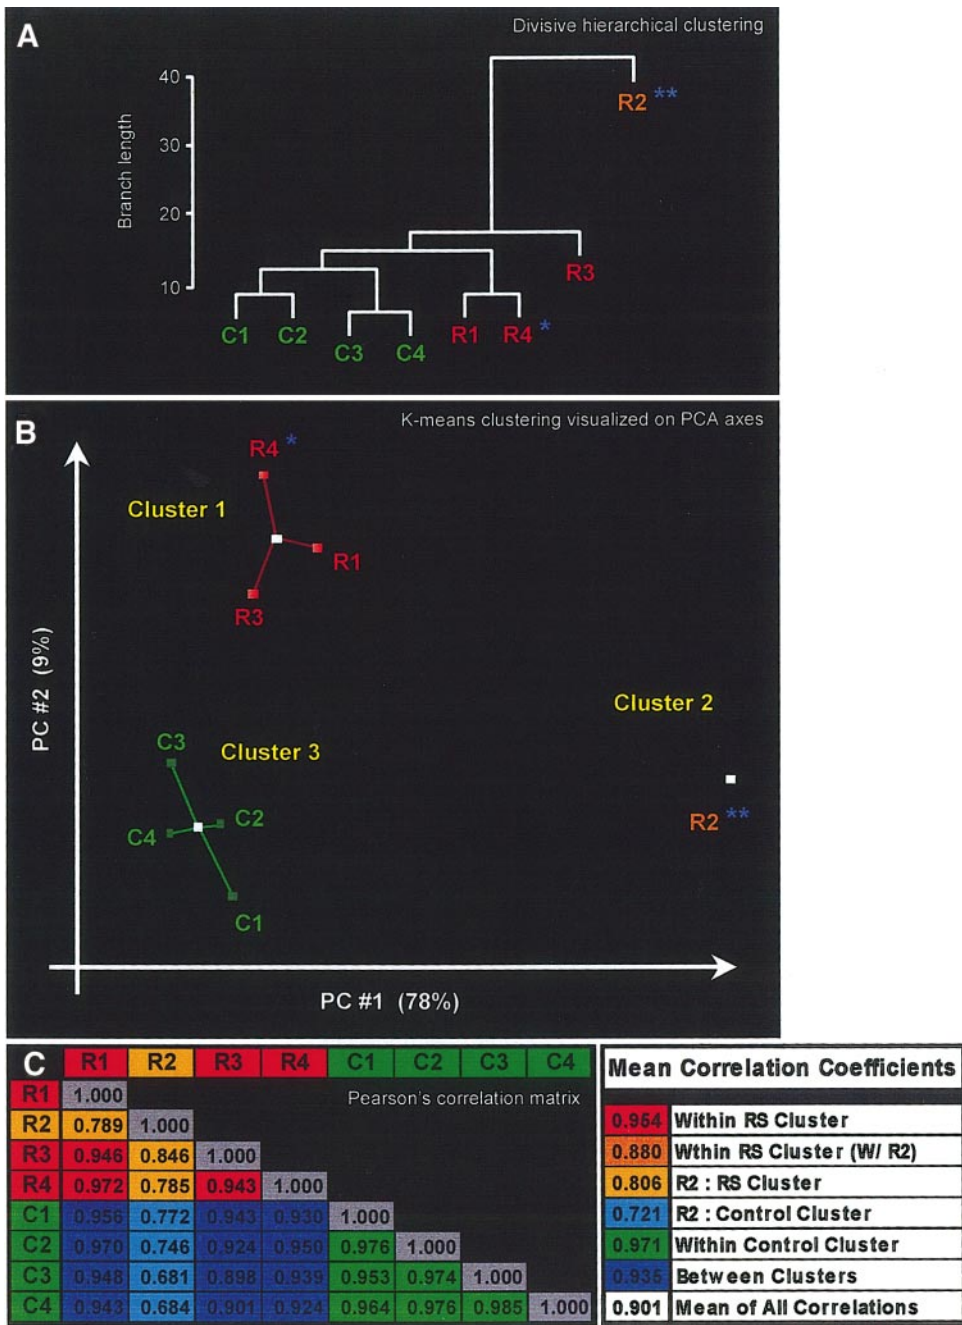 A
Divisive hierarchical clustering
Branch length
40
30
20
10
R2 **
R3
C1
C2
C3
C4
R1
R4 *
B
K-means clustering visualized on PCA axes
R4 *
Cluster 1
R1
R3
PC #2 (9%)
Cluster 2
C3
Cluster 3
C2
C4
R2 **
C1
PC #1 (78%)
C R1 R2 R3 R4 C1 C2 C3 C4
Pearson's correlation matrix
R1 1.000
R2 0.789 1.000
R3 0.946 0.846 1.000
R4 0.972 0.785 0.943 1.000
C1 0.956 0.772 0.943 0.930 1.000
C2 0.970 0.746 0.924 0.950 0.976 1.000
C3 0.948 0.681 0.898 0.939 0.953 0.974 1.000
C4 0.943 0.684 0.901 0.924 0.964 0.976 0.985 1.000
Mean Correlation Coefficients
0.954 Within RS Cluster
0.880 Wthin RS Cluster (W/ R2)
0.806 R2 : RS Cluster
0.721 R2 : Control Cluster
0.971 Within Control Cluster
0.935 Between Clusters
0.901 Mean of All Correlations